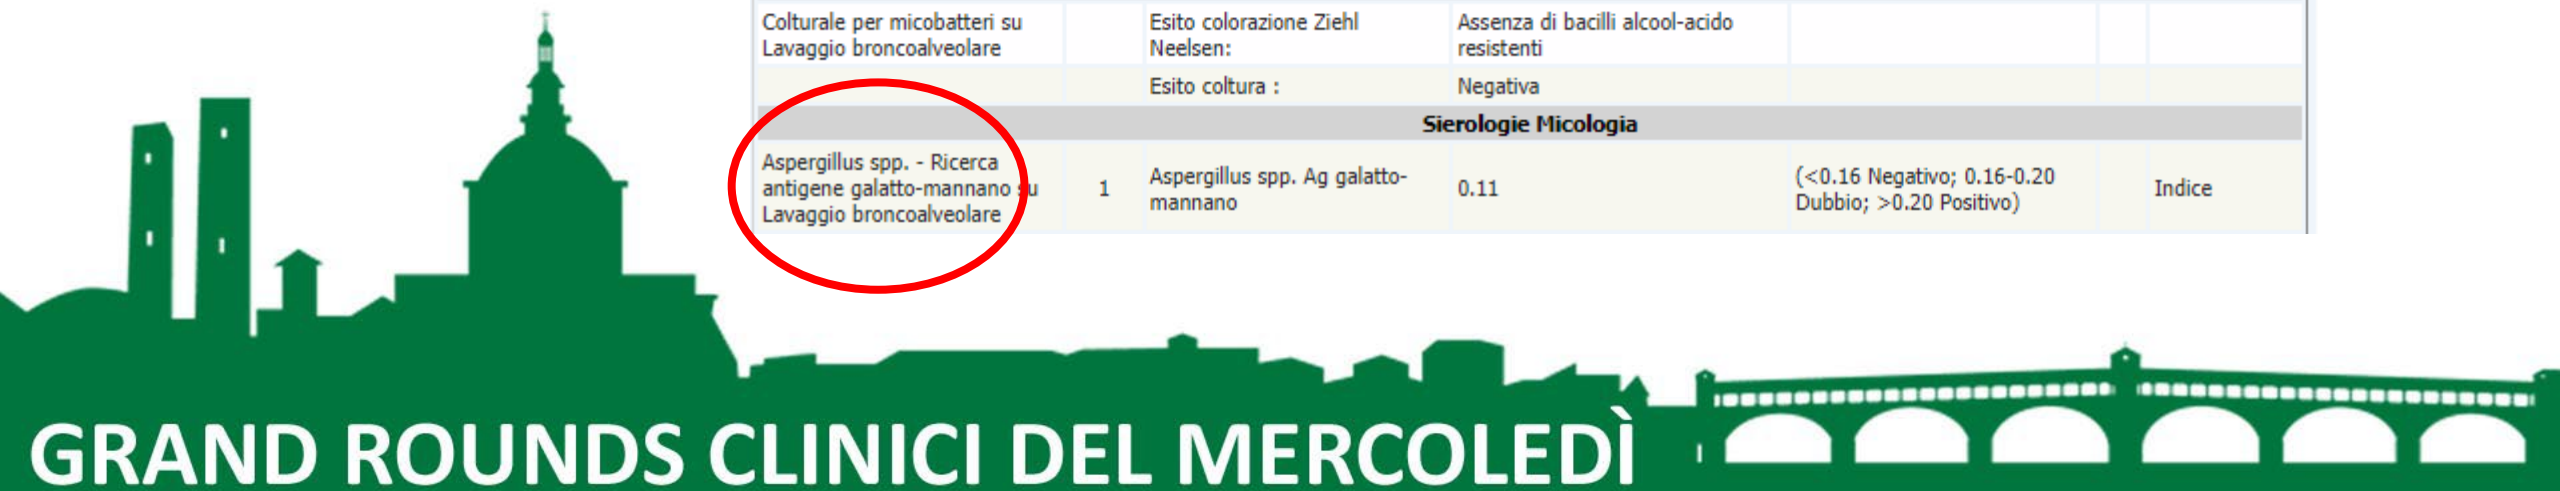 Colturale per micobatteri su
Lavaggio broncoalveolare
Esito colorazione Ziehl
Neelsen:
Assenza di bacilli alcool-acido
resistenti
Esito coltura :
Negativa
Sierologie Micologia
Aspergillus spp. - Ricerca
antigene galatto-mannano su
Lavaggio broncoalveolare
1
Aspergillus spp. Ag galatto-
mannano
0.11
(<0.16 Negativo; 0.16-0.20
Dubbio; >0.20 Positivo)
Indice
GRAND ROUNDS CLINICI DEL MERCOLEDÌ